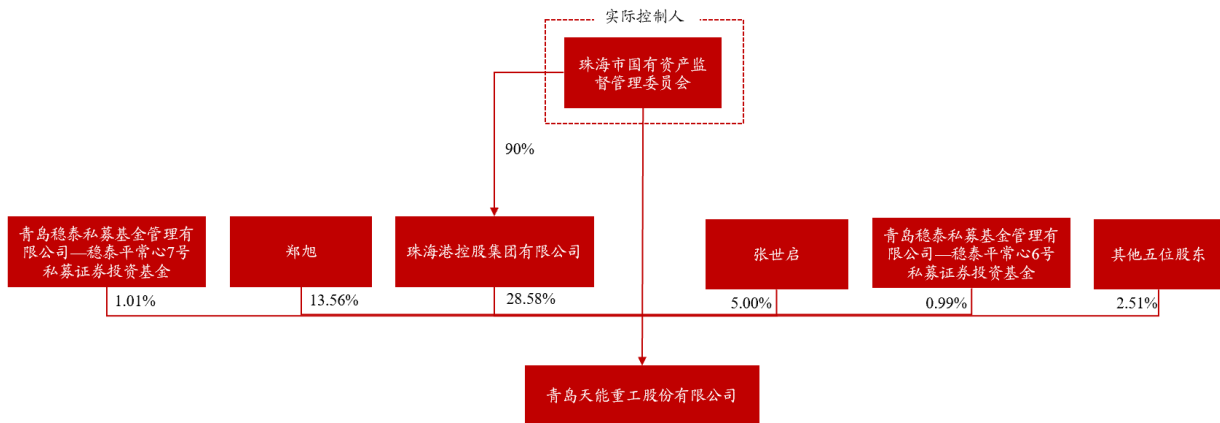 实际控制人
珠海市国有资产监
督管理委员会
90%
青岛稳泰私募基金管理有
限公司—稳泰平常心7号
私募证券投资基金
郑旭
珠海港控股集团有限公司
张世启
青岛稳泰私募基金管理有
限公司—稳泰平常心6号
私募证券投资基金
其他五位股东
1.01%
13.56%
28.58%
5.00%
0.99%
2.51%
青岛天能重工股份有限公司